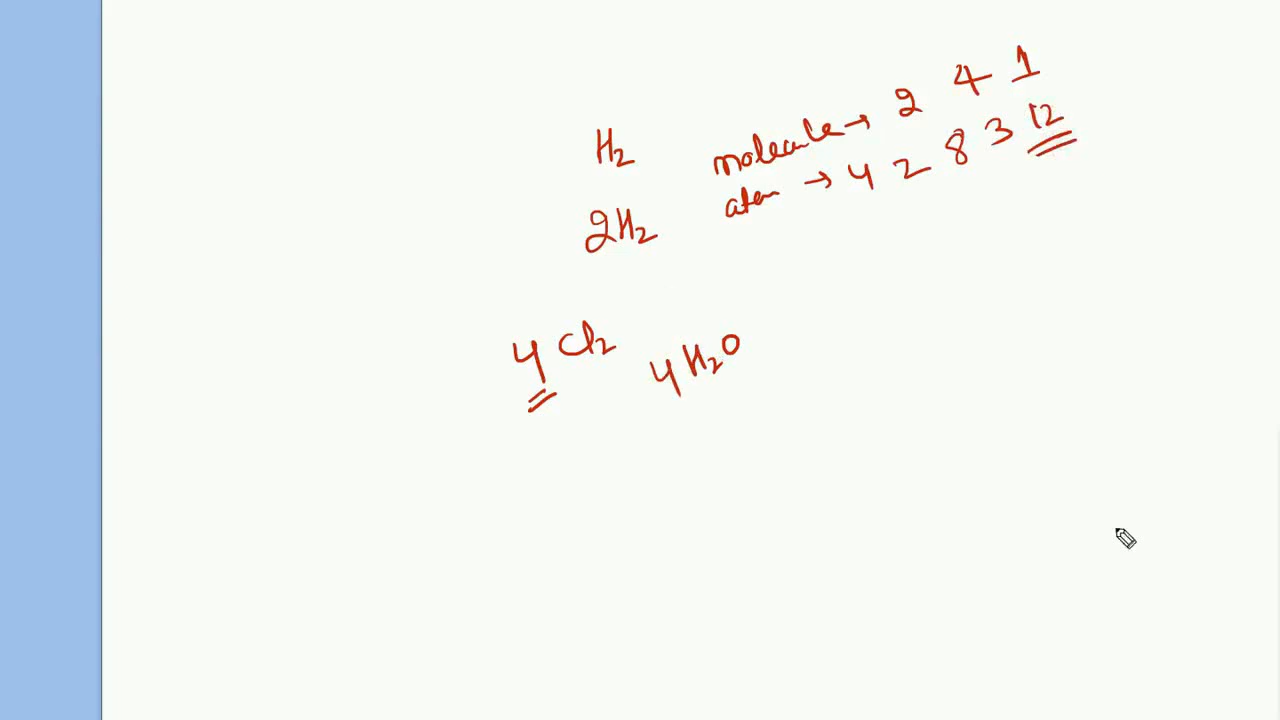 H₂
molecule → 2 4 1
atom → 4 2 8 3 12
2H₂
4 Cl₂
4 H₂O